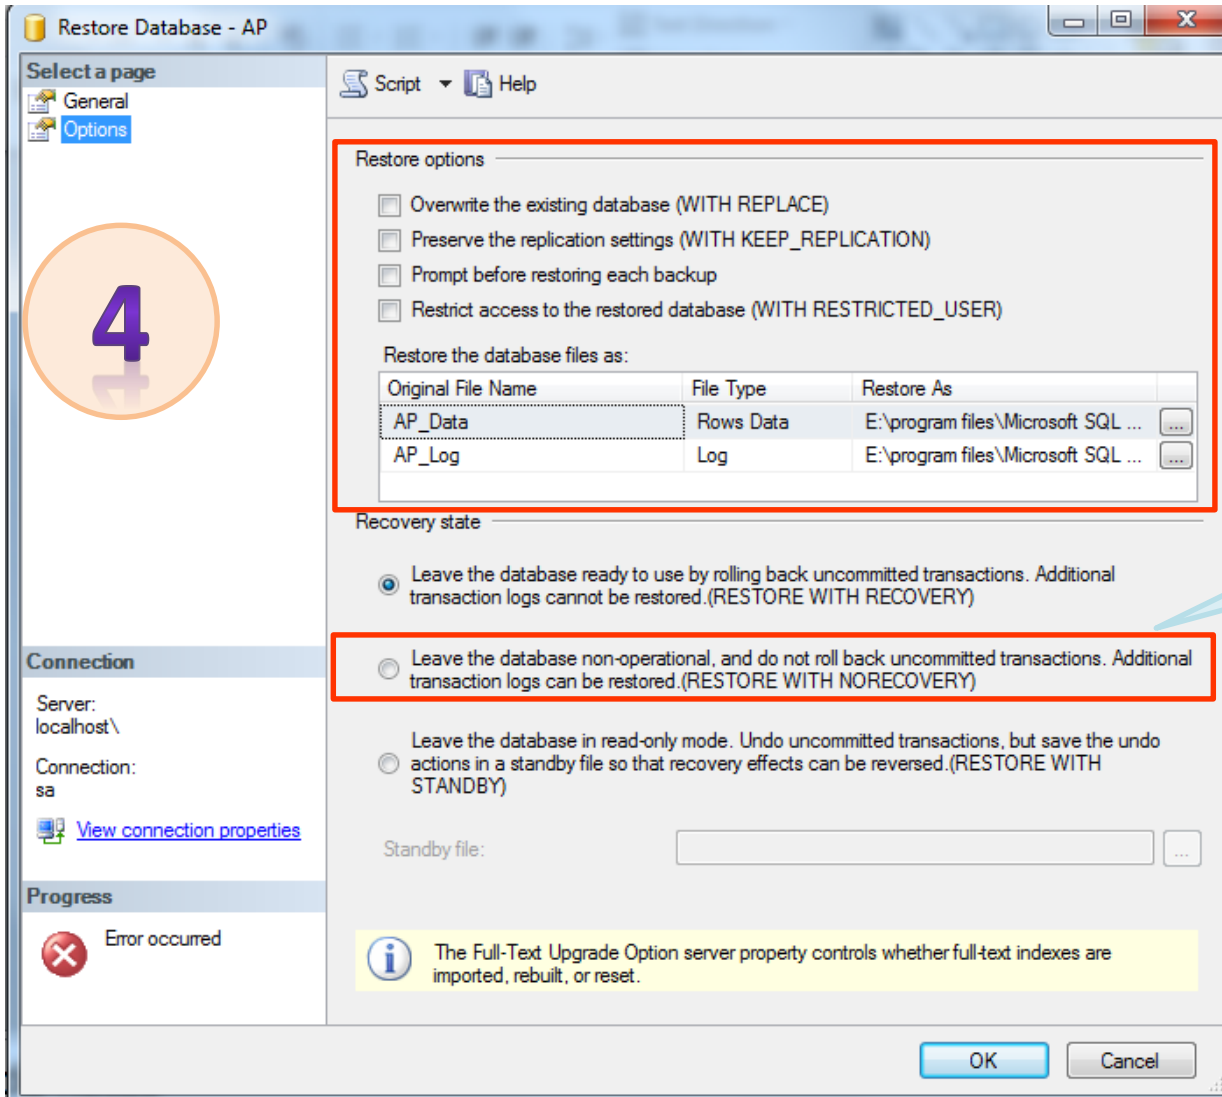 Restore Database - AP
Select a page
General
Options
4
Script
Help
Restore options
Overwrite the existing database (WITH REPLACE)
Preserve the replication settings (WITH KEEP_REPLICATION)
Prompt before restoring each backup
Restrict access to the restored database (WITH RESTRICTED_USER)
Restore the database files as:
Original File Name File Type Restore As
AP_Data Rows Data E:\program files\Microsoft SQL ... ...
AP_Log Log E:\program files\Microsoft SQL ... ...
Recovery state
Leave the database ready to use by rolling back uncommitted transactions. Additional
transaction logs cannot be restored.(RESTORE WITH RECOVERY)
Leave the database non-operational, and do not roll back uncommitted transactions. Additional
transaction logs can be restored.(RESTORE WITH NORECOVERY)
Leave the database in read-only mode. Undo uncommitted transactions, but save the undo
actions in a standby file so that recovery effects can be reversed.(RESTORE WITH
STANDBY)
Standby file: ...
Connection
Server:
localhost\
Connection:
sa
View connection properties
Progress
Error occurred
The Full-Text Upgrade Option server property controls whether full-text indexes are
imported, rebuilt, or reset.
OK Cancel